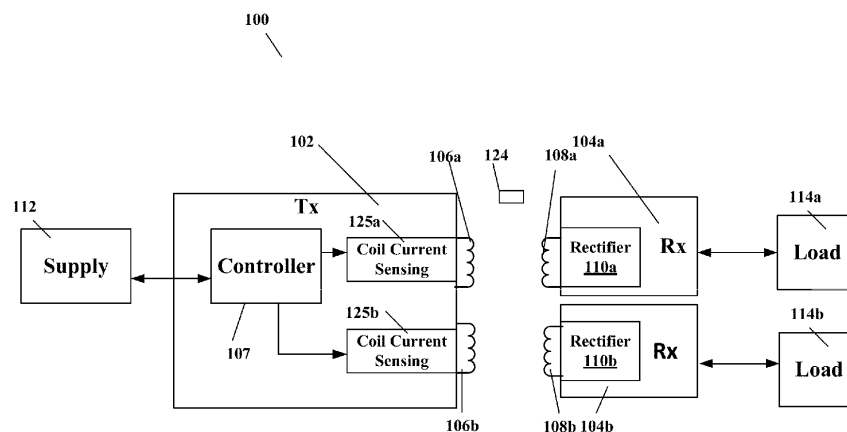 100
102
106a
124
108a
104a
112
Tx
125a
114a
Supply
Controller
Coil Current
Sensing
Rectifier
110a
Rx
Load
107
125b
Coil Current
Sensing
Rectifier
110b
Rx
114b
Load
106b
108b
104b